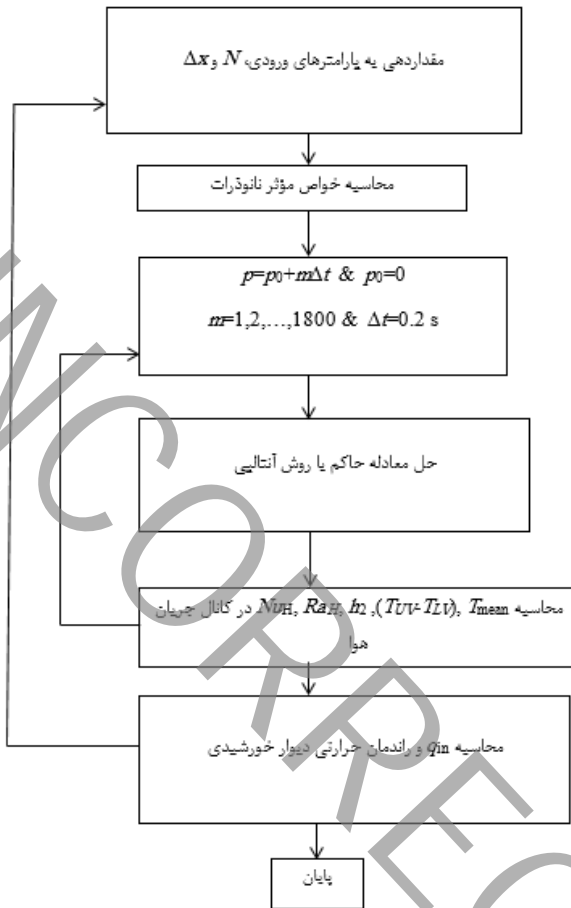 مقداردهی به پارامترهای ورودی، N و Δx
محاسبه خواص مؤثر نانوذرات
p=p0+mΔt & p0=0
m=1,2,…,1800 & Δt=0.2 s
حل معادله حاکم با روش آنتالپی
محاسبه NuH, RaH, h2 ,(TUV-TLV), Tmean در کانال جریان
هوا
محاسبه qin و راندمان حرارتی دیوار خورشیدی
پایان
INCORREC